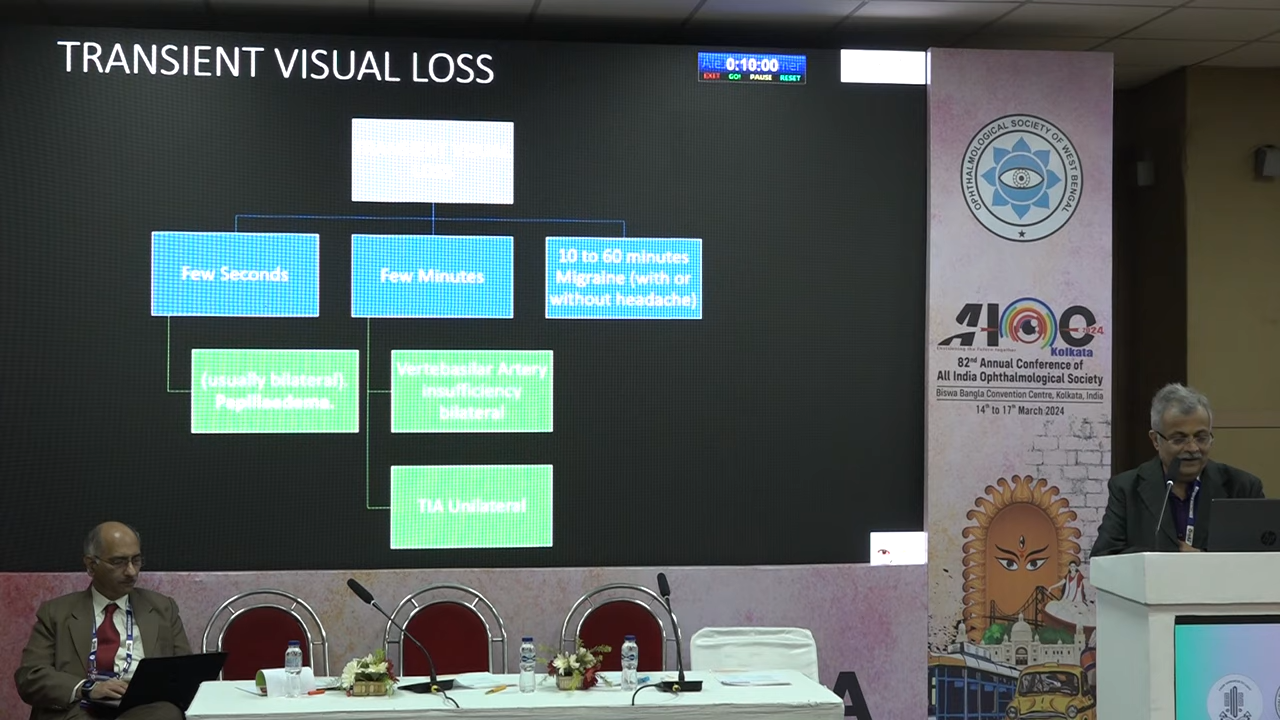 TRANSIENT VISUAL LOSS
0:10:00
EXIT GO! PAUSE RESET
Few Seconds
Few Minutes
10 to 60 minutes
Migraine (with or
without headache)
(usually bilateral).
Papilloedema.
Vertebasilar Artery
insufficiency
bilateral
TIA Unilateral
OPHTHALMOLOGICAL SOCIETY OF WEST BENGAL
AIOC
2024
Kolkata
82nd Annual Conference of
All India Ophthalmological Society
Biswa Bangla Convention Centre, Kolkata, India
14th to 17th March 2024
A
hp